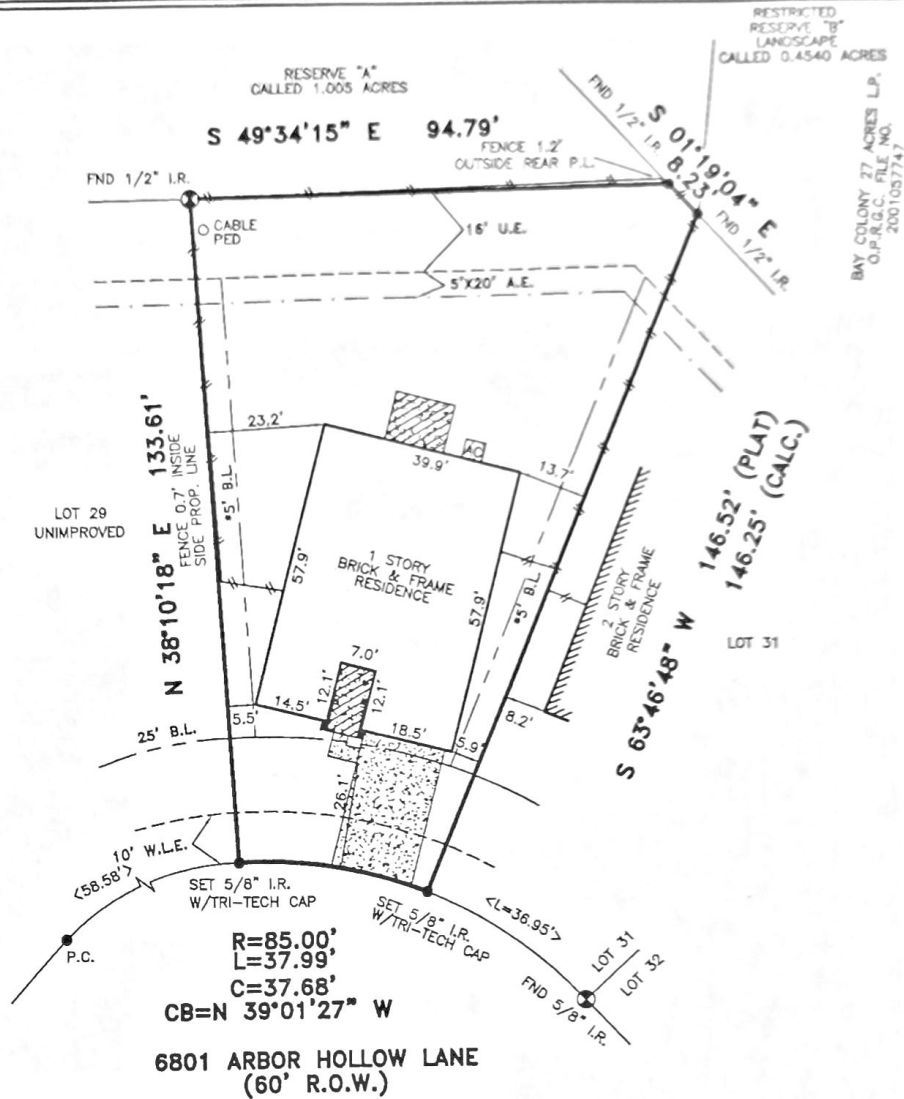 RESTRICTED
RESERVE "B"
LANDSCAPE
CALLED 0.4540 ACRES
RESERVE "A"
CALLED 1.005 ACRES
BAY COLONY 27 ACRES L.P.
O.P.R.G.C. FILE NO.
2001057747
S 49°34'15" E 94.79'
FENCE 1.2'
OUTSIDE REAR P.L.
FND 1/2" I.R.
S 01°19'04" E
8.23'
FND 1/2" I.R.
FND 1/2" I.R.
CABLE
PED
16' U.E.
5'X20' A.E.
23.2'
39.9'
AC
13.7'
N 38°10'18" E 133.61'
FENCE 0.7' INSIDE
SIDE PROP. LINE
*5' B.L.
LOT 29
UNIMPROVED
57.9'
1 STORY
BRICK & FRAME
RESIDENCE
57.9'
*5' B.L.
2 STORY
BRICK & FRAME
RESIDENCE
146.52' (PLAT)
S 63°46'48" W 146.25' (CALC.)
LOT 31
7.0'
12.1'
12.1'
14.5'
18.5'
5.5'
5.9'
8.2'
25' B.L.
26.1'
10' W.L.E.
<58.58'>
SET 5/8" I.R.
W/TRI-TECH CAP
SET 5/8" I.R.
W/TRI-TECH CAP
<L=36.95'>
P.C.
LOT 31
LOT 32
FND 5/8" I.R.
R=85.00'
L=37.99'
C=37.68'
CB=N 39°01'27" W
6801 ARBOR HOLLOW LANE
(60' R.O.W.)